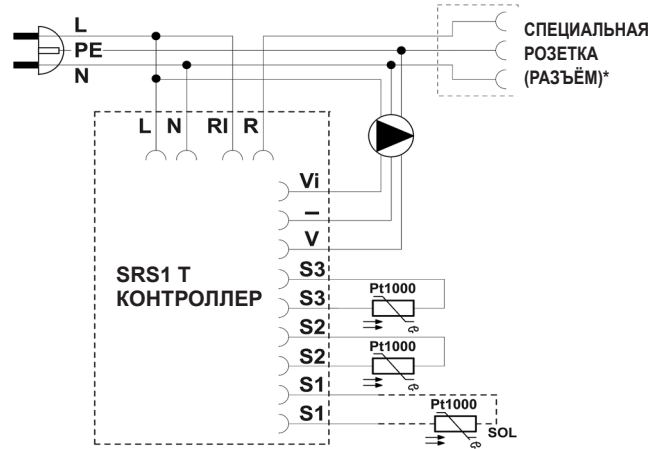 L
PE
N
СПЕЦИАЛЬНАЯ
РОЗЕТКА
(РАЗЪЁМ)*
L N RI R
Vi
–
V
S3
S3
S2
S2
S1
S1
SRS1 T
КОНТРОЛЛЕР
Pt1000
Pt1000
Pt1000
SOL